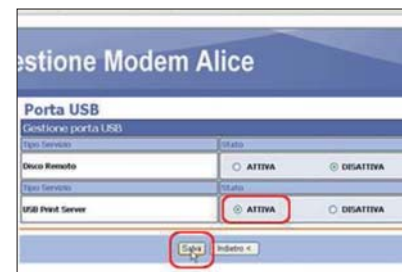 estione Modem Alice
Porta USB
Gestione porta USB
Tipo Servizio Stato
Disco Remoto ATTIVA DISATTIVA
Tipo Servizio Stato
USB Print Server ATTIVA DISATTIVA
Salva Indietro <